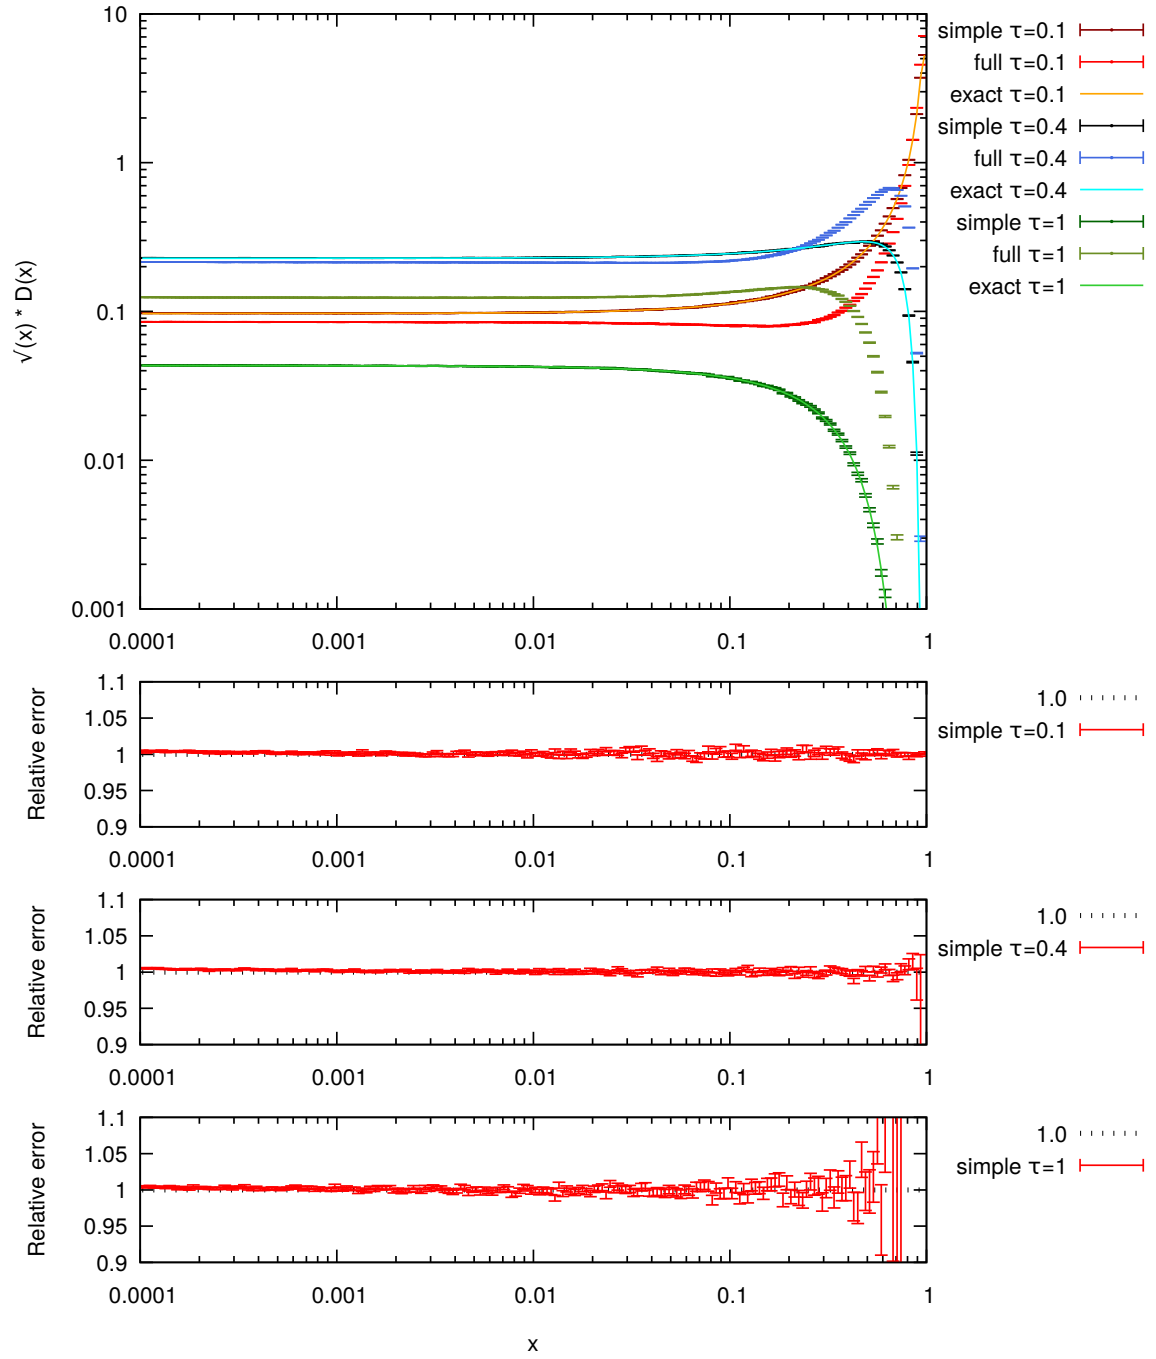 10
1
0.1
0.01
0.001
√(x) * D(x)
0.0001 0.001 0.01 0.1 1
simple τ=0.1
full τ=0.1
exact τ=0.1
simple τ=0.4
full τ=0.4
exact τ=0.4
simple τ=1
full τ=1
exact τ=1
1.1
1.05
1
0.95
0.9
Relative error
0.0001 0.001 0.01 0.1 1
1.0
simple τ=0.1
1.1
1.05
1
0.95
0.9
Relative error
0.0001 0.001 0.01 0.1 1
1.0
simple τ=0.4
1.1
1.05
1
0.95
0.9
Relative error
0.0001 0.001 0.01 0.1 1
1.0
simple τ=1
x